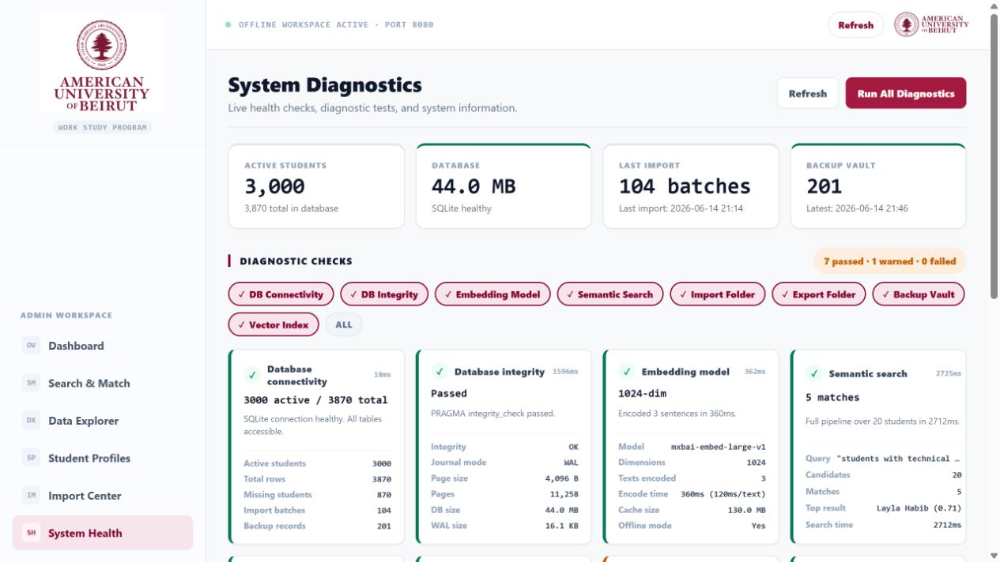 AMERICAN
UNIVERSITY
OF BEIRUT
WORK STUDY PROGRAM
ADMIN WORKSPACE
OV Dashboard
SM Search & Match
DX Data Explorer
SP Student Profiles
IM Import Center
SH System Health
OFFLINE WORKSPACE ACTIVE · PORT 8080
Refresh
AMERICAN
UNIVERSITY
OF BEIRUT
System Diagnostics
Live health checks, diagnostic tests, and system information.
Refresh
Run All Diagnostics
ACTIVE STUDENTS
3,000
3,870 total in database
DATABASE
44.0 MB
SQLite healthy
LAST IMPORT
104 batches
Last import: 2026-06-14 21:14
BACKUP VAULT
201
Latest: 2026-06-14 21:46
DIAGNOSTIC CHECKS
7 passed · 1 warned · 0 failed
✓ DB Connectivity
✓ DB Integrity
✓ Embedding Model
✓ Semantic Search
✓ Import Folder
✓ Export Folder
✓ Backup Vault
✓ Vector Index
ALL
✓ Database
connectivity
18ms
3000 active / 3870 total
SQLite connection healthy. All tables
accessible.
Active students 3000
Total rows 3870
Missing students 870
Import batches 104
Backup records 201
✓ Database integrity 1596ms
Passed
PRAGMA integrity_check passed.
Integrity OK
Journal mode WAL
Page size 4,096 B
Pages 11,258
DB size 44.0 MB
WAL size 16.1 KB
✓ Embedding model 362ms
1024-dim
Encoded 3 sentences in 360ms.
Model mxbai-embed-large-v1
Dimensions 1024
Texts encoded 3
Encode time 360ms (120ms/text)
Cache size 130.0 MB
Offline mode Yes
✓ Semantic search 2725ms
5 matches
Full pipeline over 20 students in 2712ms.
Query "students with technical …
Candidates 20
Matches 5
Top result Layla Habib (0.71)
Search time 2712ms